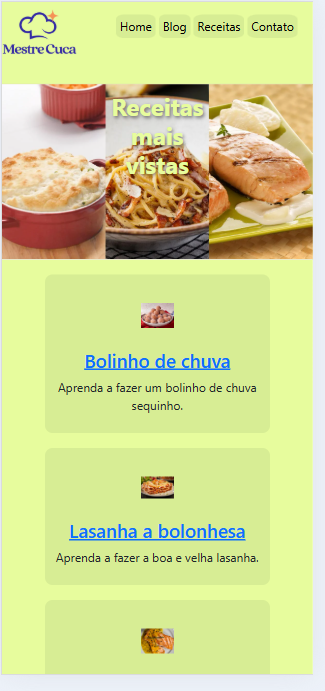 Mestre Cuca
Home Blog Receitas Contato
Receitas
mais
vistas
Bolinho de chuva
Aprenda a fazer um bolinho de chuva
sequinho.
Lasanha a bolonhesa
Aprenda a fazer a boa e velha lasanha.